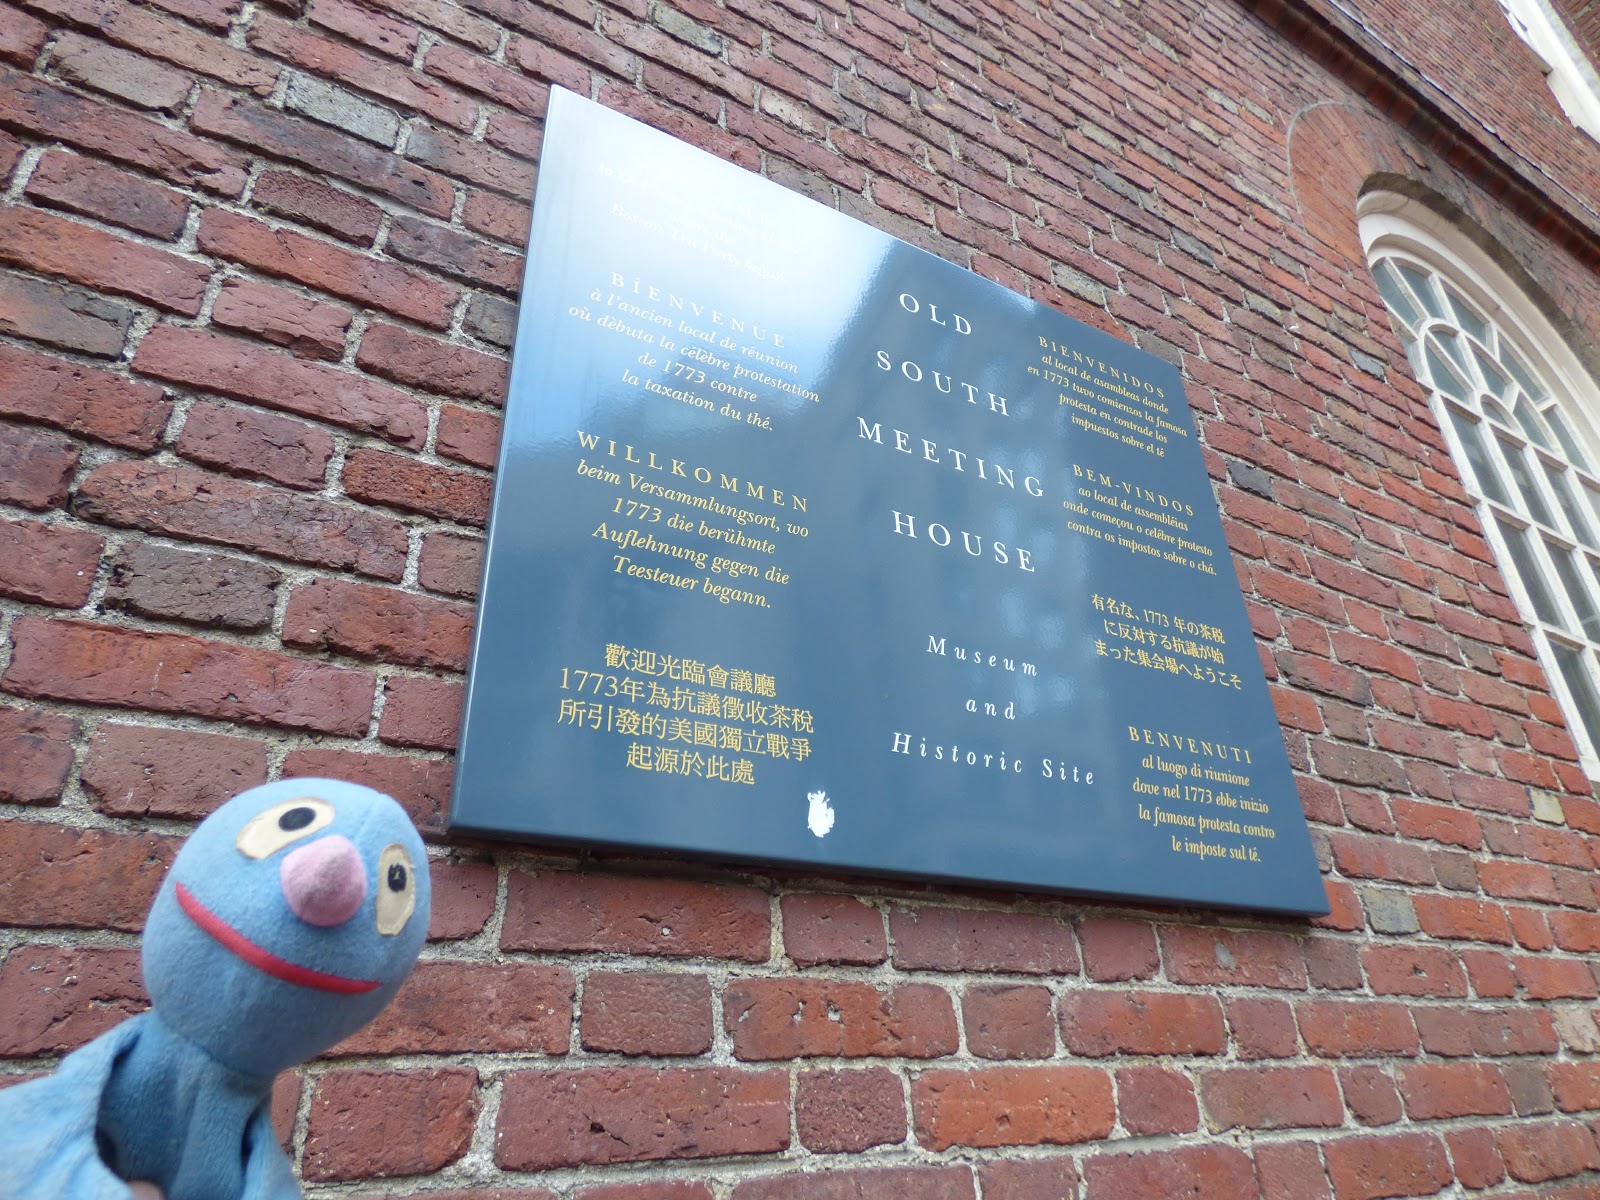 Boston Tea Party began.
BÍENVENUE
à l'ancien local de réunion
où dèbuta la célèbre protestation
de 1773 contre
la taxation du thé.
WILLKOMMEN
beim Versammlungsort, wo
1773 die berühmte
Auflehnung gegen die
Teesteuer begann.
歡迎光臨會議廳
1773年為抗議徵收茶稅
所引發的美國獨立戰爭
起源於此處
OLD
SOUTH
MEETING
HOUSE
Museum
and
Historic Site
BIENVENIDOS
al local de asambleas donde
en 1773 tuvo comienzos la famosa
protesta en contrade los
impuestos sobre el tê
BEM-VINDOS
ao local de assembléias
onde começou o celêbre protesto
contra os impostos sobre o chá.
有名な、1773 年の茶税
に反対する抗議が始
まった集会場へようこそ
BENVENUTI
al luogo di riunione
dove nel 1773 ebbe inizio
la famosa protesta contro
le imposte sul té.